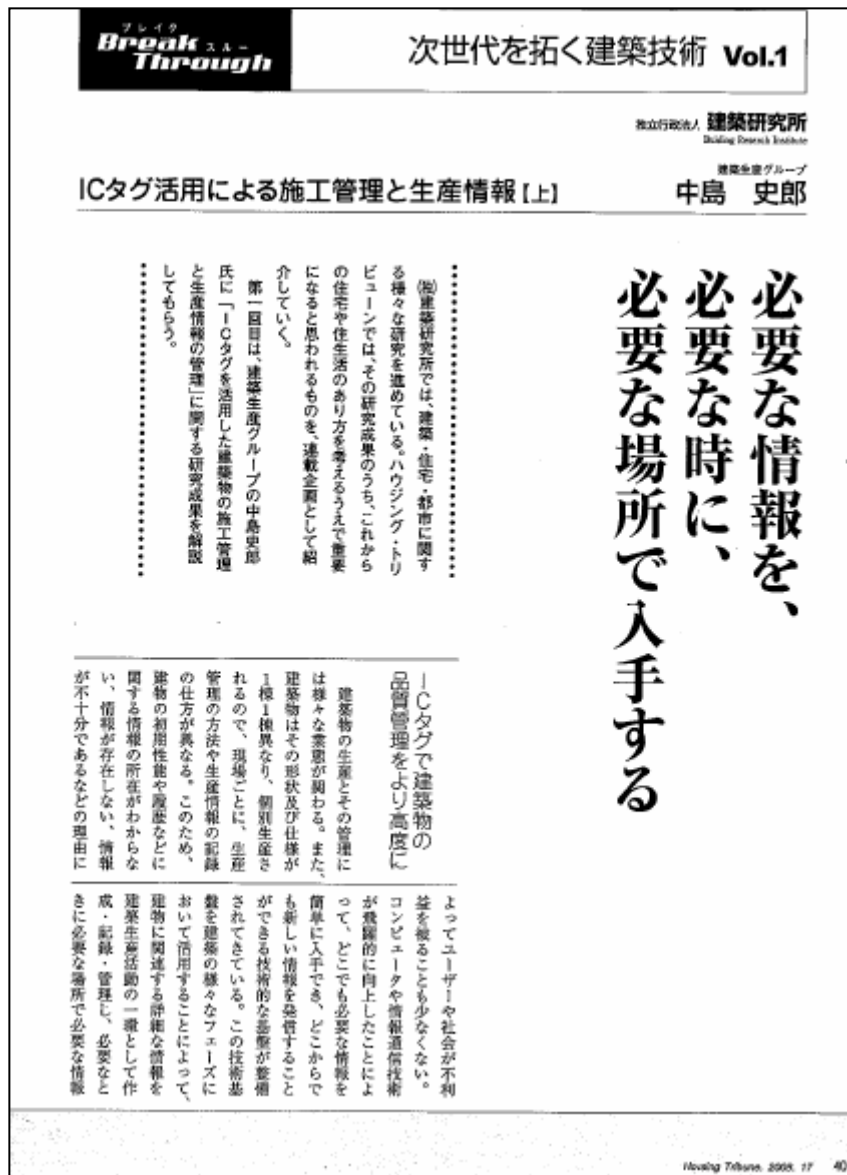 ブレイク
Break スルー
Through
次世代を拓く建築技術 Vol.1
独立行政法人 建築研究所
Building Research Institute
建築生産グループ
ICタグ活用による施工管理と生産情報【上】
中島 史郎
必要な情報を、
必要な時に、
必要な場所で入手する
㈱建築研究所では、建築・住宅・都市に関す
る様々な研究を進めている。ハウジング・トリ
ビューンでは、その研究成果のうち、これから
の住宅や住生活のあり方を考えるうえで重要
になると思われるものを、連載企画として紹
介していく。
第一回目は、建築生産グループの中島史郎
氏に「ICタグを活用した建築物の施工管理
と生産情報の管理」に関する研究成果を解説
してもらう。
ICタグで建築物の
品質管理をより高度に
建築物の生産とその管理に
は様々な業態が関わる。また、
建築物はその形状及び仕様が
1棟1棟異なり、個別生産さ
れるので、現場ごとに、生産
管理の方法や生産情報の記録
の仕方が異なる。このため、
建物の初期性能や履歴などに
関する情報の所在がわからな
い、情報が存在しない、情報
が不十分であるなどの理由に
よってユーザーや社会が不利
益を被ることも少なくない。
コンピュータや情報通信技術
が飛躍的に向上したことによ
って、どこでも必要な情報を
簡単に入手でき、どこからで
も新しい情報を発信すること
ができる技術的な基盤が整備
されてきている。この技術基
盤を建築の様々なフェーズに
おいて活用することによって、
建物に関連する詳細な情報を
建築生産活動の一環として作
成・記録・管理し、必要なと
きに必要な場所で必要な情報
Housing Tribune, 2005. 17 40